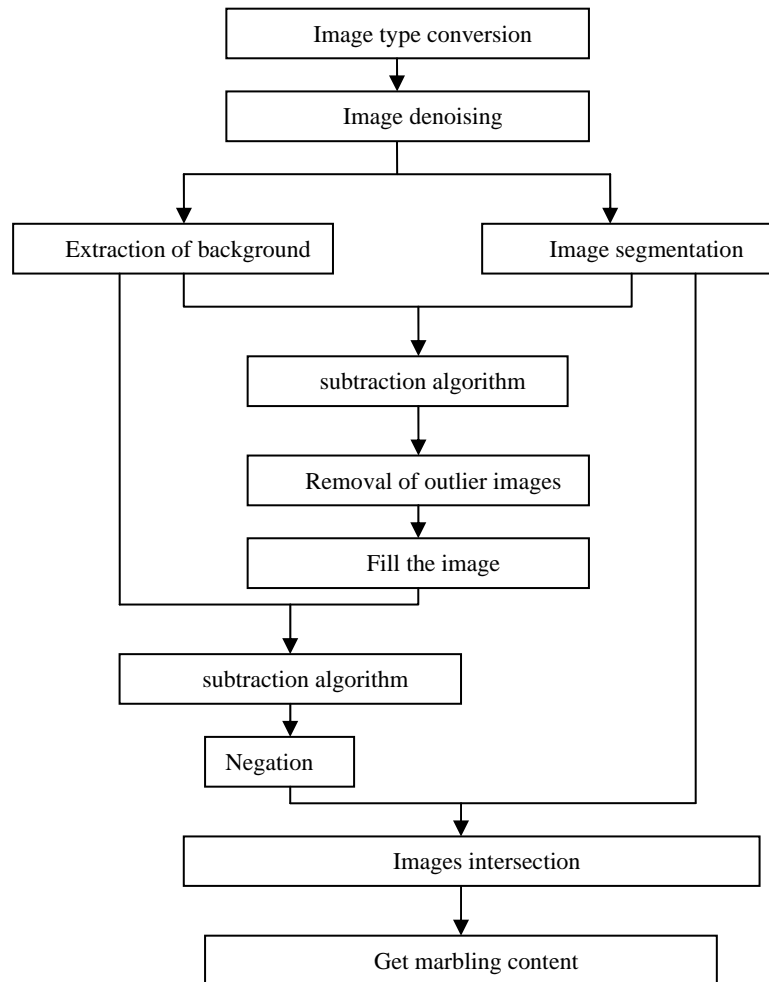 Image type conversion
Image denoising
Extraction of background
Image segmentation
subtraction algorithm
Removal of outlier images
Fill the image
subtraction algorithm
Negation
Images intersection
Get marbling content